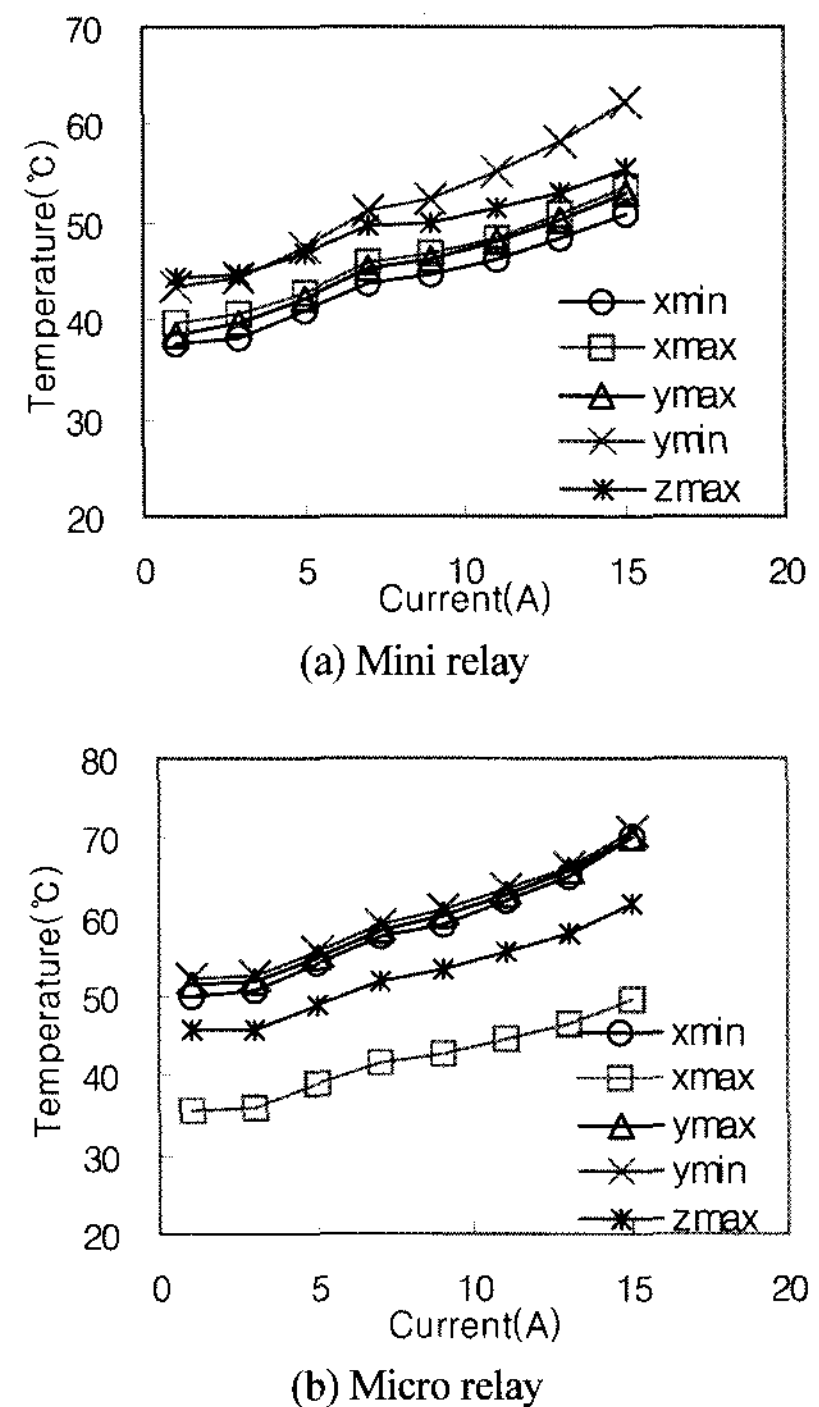 70
60
50
40
30
20
Temperature(℃)
xmin
xmax
ymax
ymin
zmax
0 5 10 15 20
Current(A)
(a) Mini relay
80
70
60
50
40
30
20
Temperature(℃)
xmin
xmax
ymax
ymin
zmax
0 5 10 15 20
Current(A)
(b) Micro relay